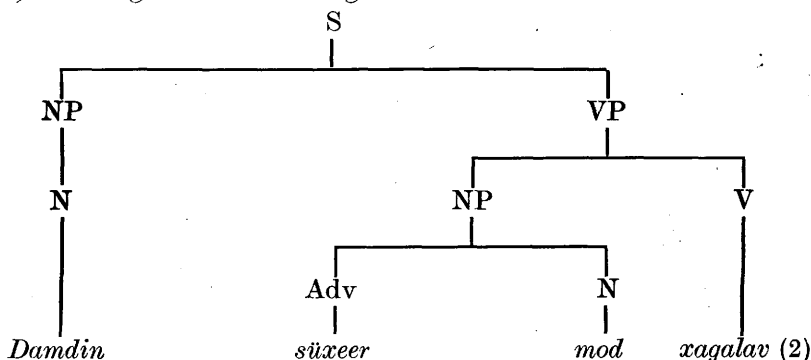 S
NP VP
N NP V
Adv N
Damdin süxeer mod xagalav (2)